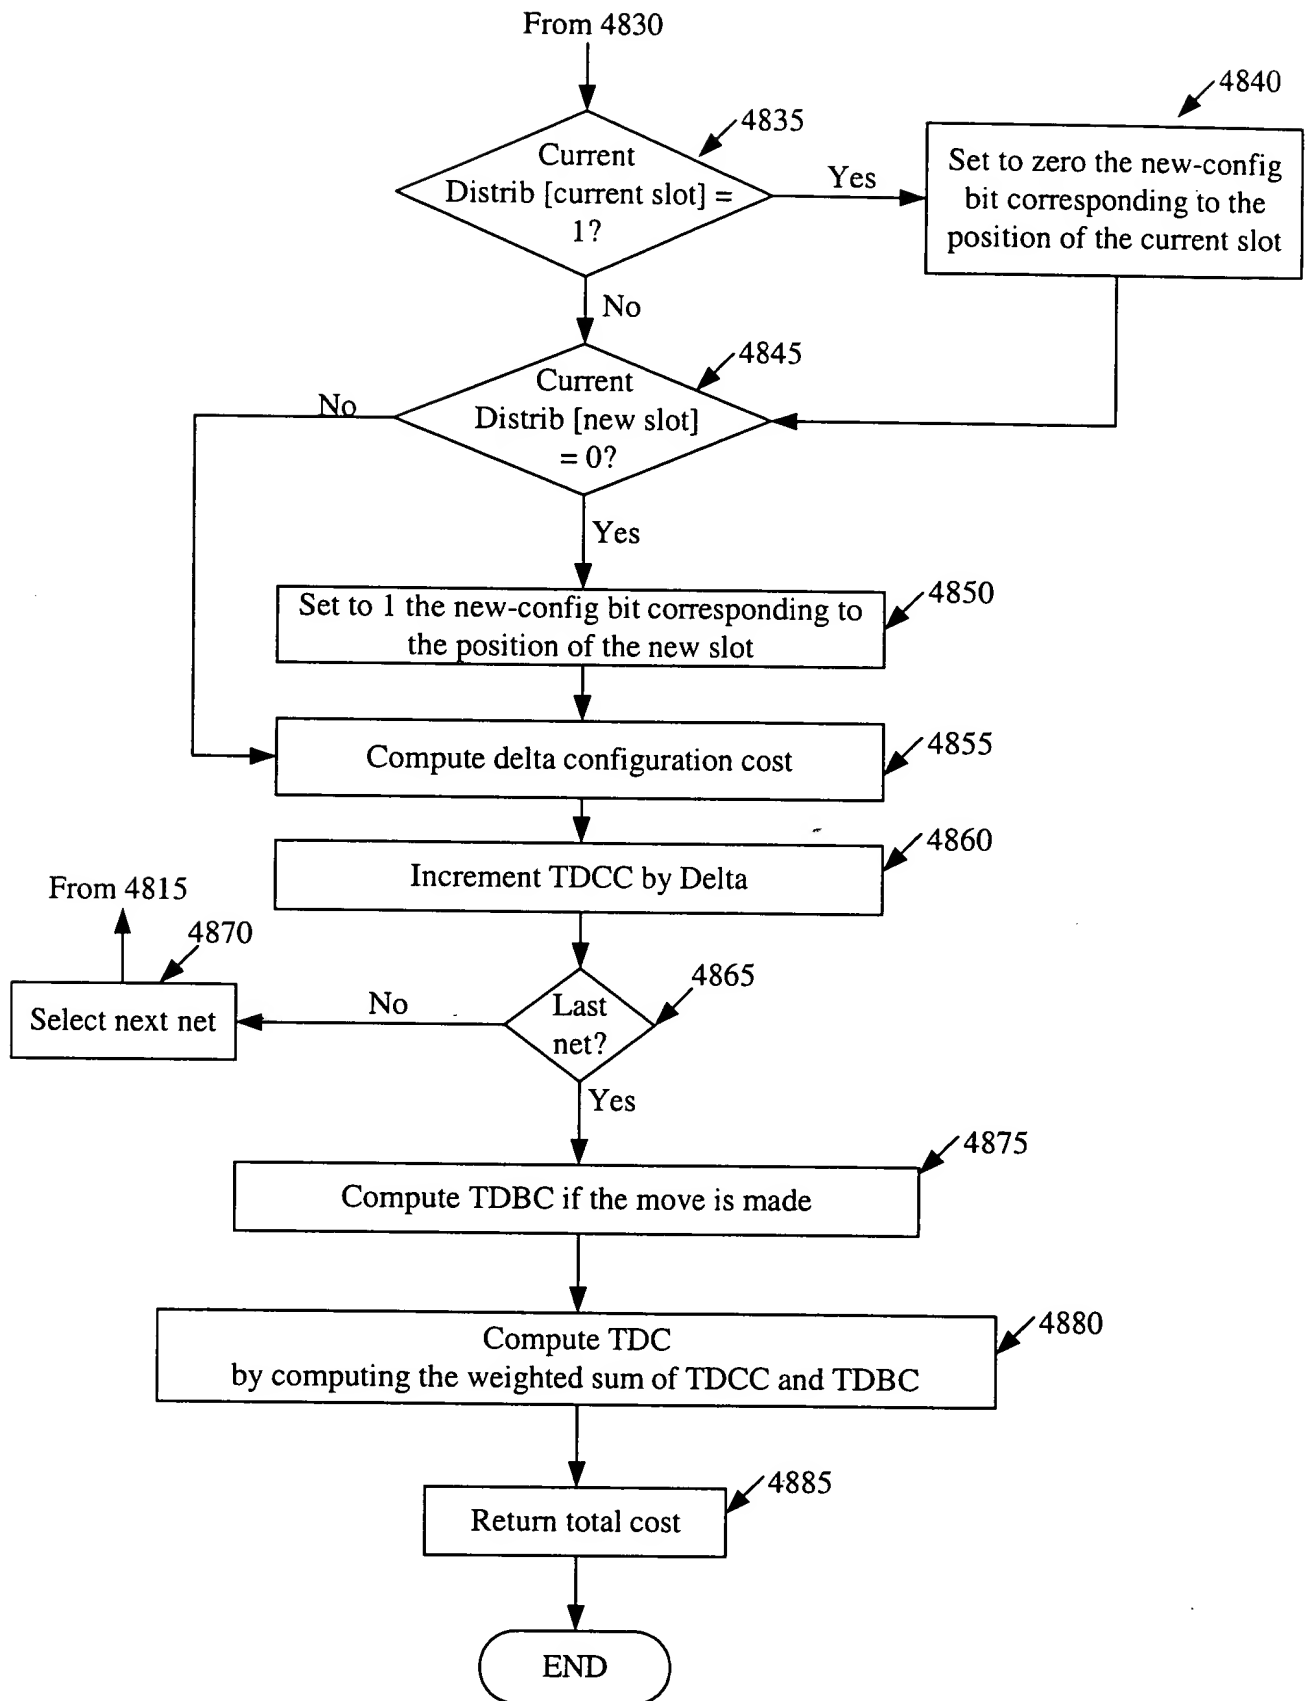 From 4830
4840
4835
Current
Distrib [current slot] =
1?
Yes
Set to zero the new-config
bit corresponding to the
position of the current slot
No
4845
Current
Distrib [new slot]
= 0?
No
Yes
4850
Set to 1 the new-config bit corresponding to
the position of the new slot
4855
Compute delta configuration cost
4860
Increment TDCC by Delta
From 4815
4870
4865
Select next net
No
Last
net?
Yes
4875
Compute TDBC if the move is made
4880
Compute TDC
by computing the weighted sum of TDCC and TDBC
4885
Return total cost
END